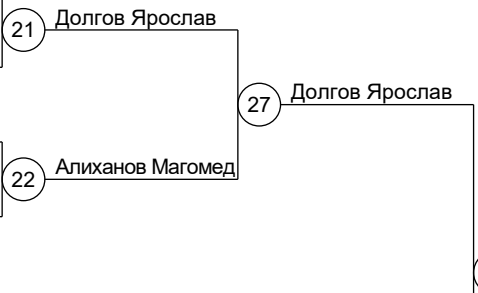 21 Долгов Ярослав
27 Долгов Ярослав
22 Алиханов Магомед